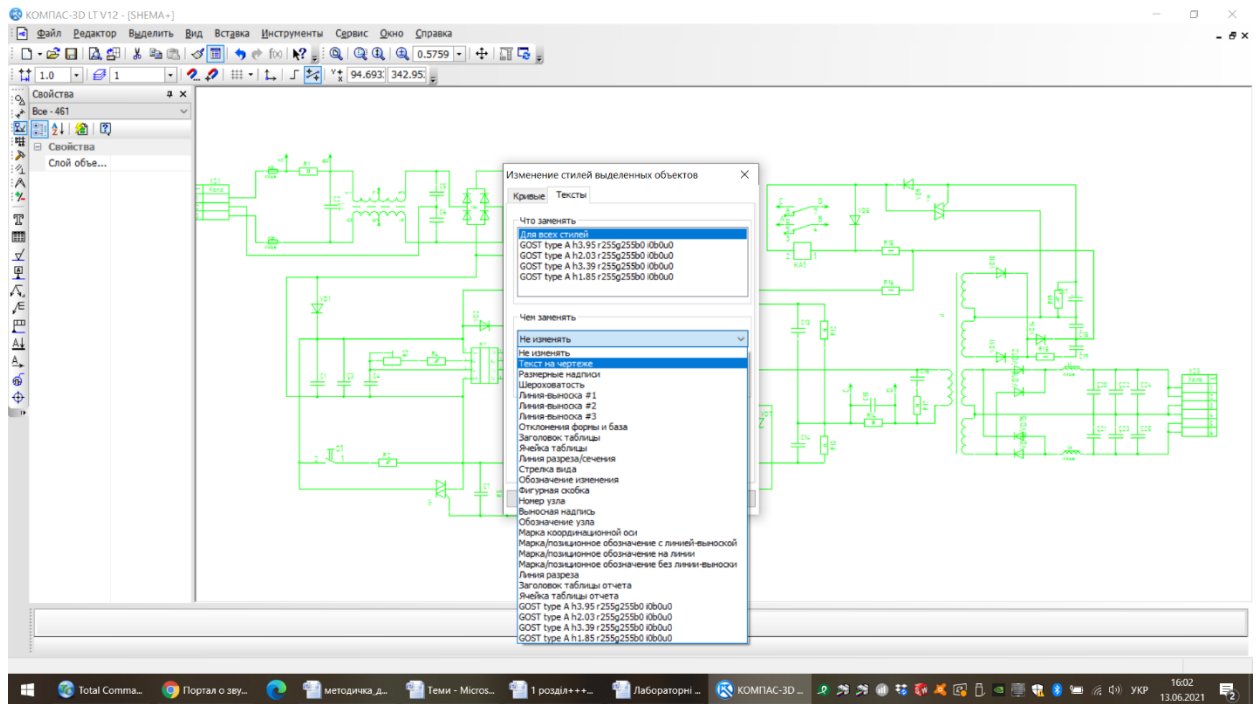 КОМПАС-3D LT V12 - [SHEMA+]
Файл Редактор Выделить Вид Вставка Инструменты Сервис Окно Справка
0.5759
1.0 1 94.693 342.95
Свойства
Все - 461
Свойства
Слой объе...
Изменение стилей выделенных объектов
Кривые Тексты
Что заменять
Для всех стилей
GOST type A h3.95 r255g255b0 i0b0u0
GOST type A h2.03 r255g255b0 i0b0u0
GOST type A h3.39 r255g255b0 i0b0u0
GOST type A h1.85 r255g255b0 i0b0u0
Чем заменять
Не изменять
Не изменять
Текст на чертеже
Размерные надписи
Шероховатость
Линия-выноска #1
Линия-выноска #2
Линия-выноска #3
Отклонения формы и база
Заголовок таблицы
Ячейка таблицы
Линия разреза/сечения
Стрелка вида
Обозначение изменения
Фигурная скобка
Номер узла
Выносная надпись
Обозначение узла
Марка координационной оси
Марка/позиционное обозначение с линией-выноской
Марка/позиционное обозначение на линии
Марка/позиционное обозначение без линии-выноски
Линия разреза
Заголовок таблицы отчета
Ячейка таблицы отчета
GOST type A h3.95 r255g255b0 i0b0u0
GOST type A h2.03 r255g255b0 i0b0u0
GOST type A h3.39 r255g255b0 i0b0u0
GOST type A h1.85 r255g255b0 i0b0u0
KA1
Total Comma...
Портал о зву...
методичка_д...
Теми - Micros...
1 розділ+++...
Лабораторні ...
КОМПАС-3D ...
УКР
16:02
13.06.2021